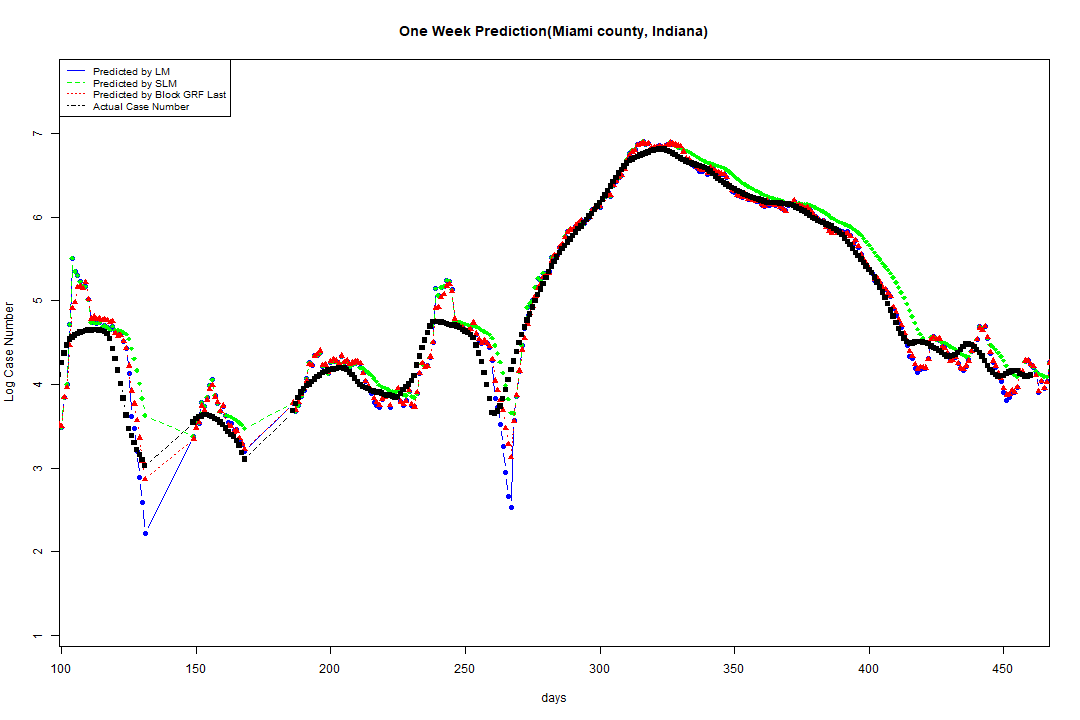 One Week Prediction(Miami county, Indiana)
Predicted by LM
Predicted by SLM
Predicted by Block GRF Last
Actual Case Number
Log Case Number
7
6
5
4
3
2
1
100 150 200 250 300 350 400 450
days